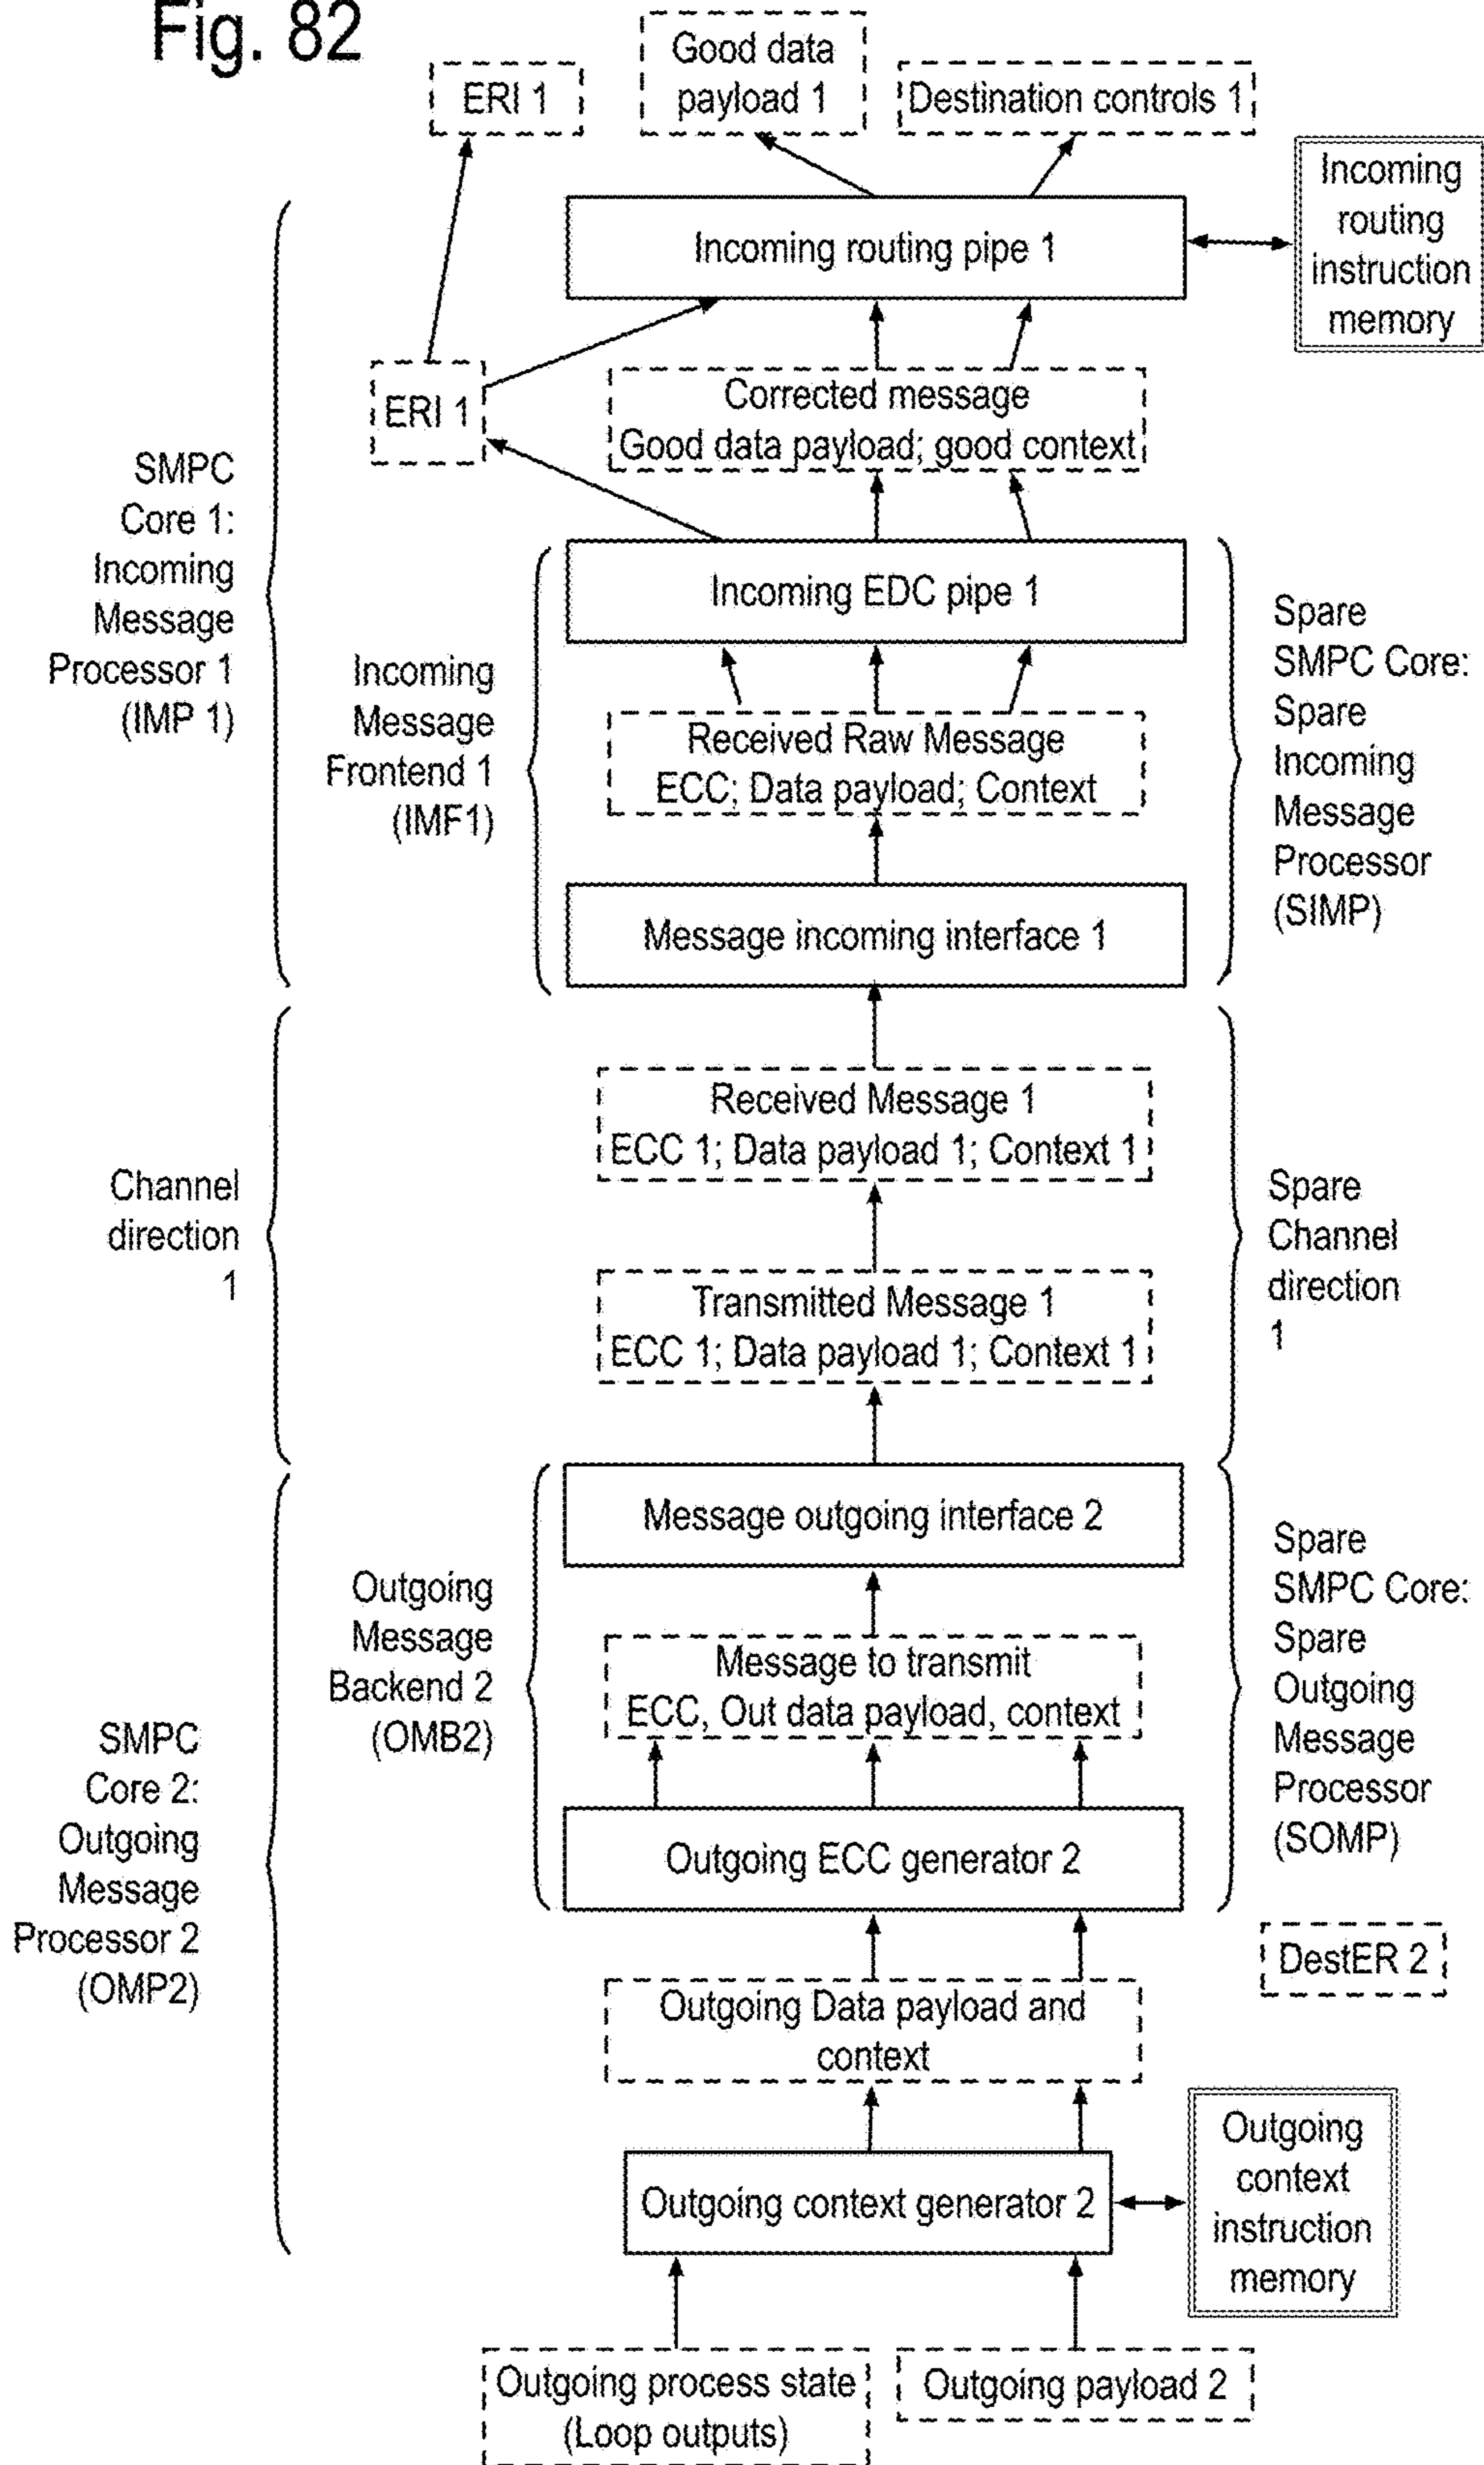 Fig. 82
ERI 1
Good data
payload 1
Destination controls 1
Incoming
routing
instruction
memory
Incoming routing pipe 1
ERI 1
Corrected message
Good data payload; good context
SMPC
Core 1:
Incoming
Message
Processor 1
(IMP 1)
Incoming EDC pipe 1
Incoming
Message
Frontend 1
(IMF1)
Received Raw Message
ECC; Data payload; Context
Spare
SMPC Core:
Spare
Incoming
Message
Processor
(SIMP)
Message incoming interface 1
Received Message 1
ECC 1; Data payload 1; Context 1
Channel
direction
1
Spare
Channel
direction
1
Transmitted Message 1
ECC 1; Data payload 1; Context 1
Message outgoing interface 2
Outgoing
Message
Backend 2
(OMB2)
Message to transmit
ECC, Out data payload, context
Spare
SMPC Core:
Spare
Outgoing
Message
Processor
(SOMP)
SMPC
Core 2:
Outgoing
Message
Processor 2
(OMP2)
Outgoing ECC generator 2
DestER 2
Outgoing Data payload and
context
Outgoing context generator 2
Outgoing
context
instruction
memory
Outgoing process state
(Loop outputs)
Outgoing payload 2